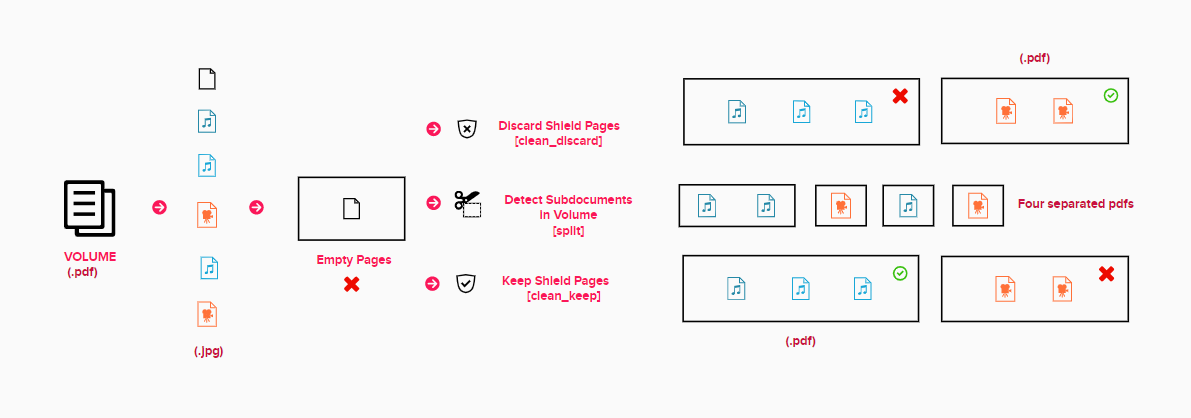 (.pdf)
Discard Shield Pages
[clean_discard]
Detect Subdocuments
in Volume
[split]
Four separated pdfs
VOLUME
(.pdf)
Empty Pages
Keep Shield Pages
[clean_keep]
(.jpg)
(.pdf)